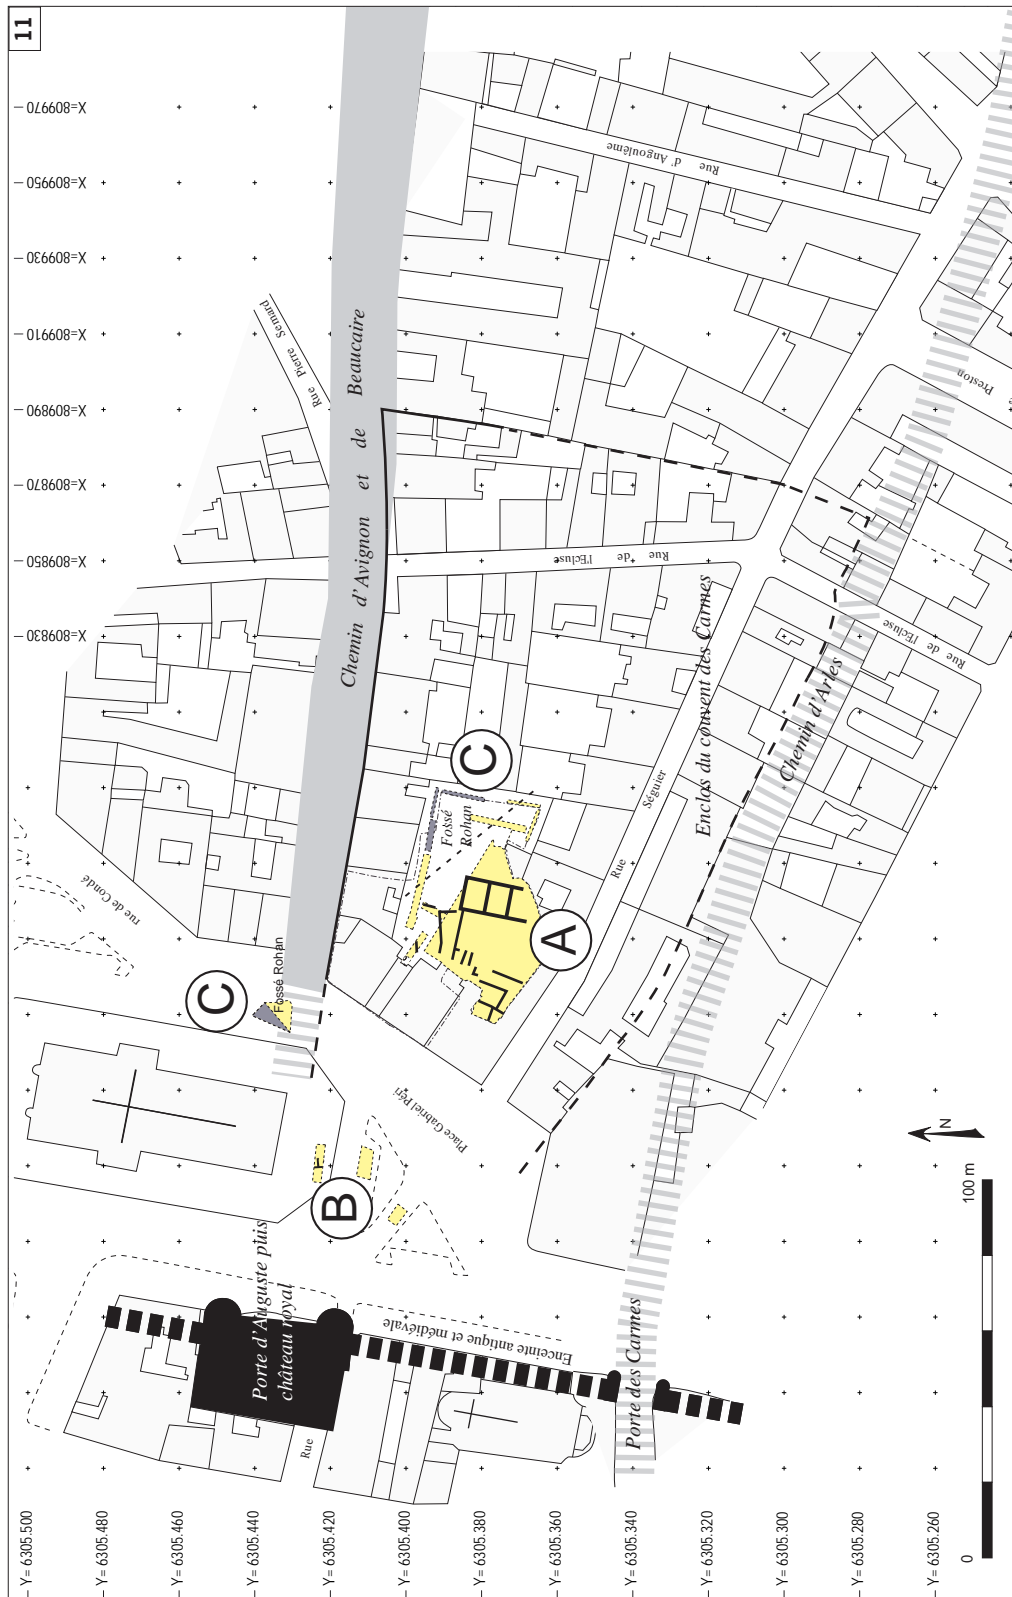 11
X=809970
X=809950
X=809930
X=809910
X=809890
X=809870
X=809850
X=809830
Rue d'Angoulême
Rue Pierre Semard
Chemin d'Avignon et de Beaucaire
Preston
Rue de l'Ecluse
Rue de l'Ecluse
Enclos du couvent des Carmes
Chemin d'Arles
Rue Séguier
rue de Condé
C
Fossé
Rohan
A
C
Fossé Rohan
Place Gabriel Péri
B
Porte d'Auguste puis
château royal
Enceinte antique et médiévale
Porte des Carmes
Rue
N
0
100 m
Y = 6305.500
Y = 6305.480
Y = 6305.460
Y = 6305.440
Y = 6305.420
Y = 6305.400
Y = 6305.380
Y = 6305.360
Y = 6305.340
Y = 6305.320
Y = 6305.300
Y = 6305.280
Y = 6305.260